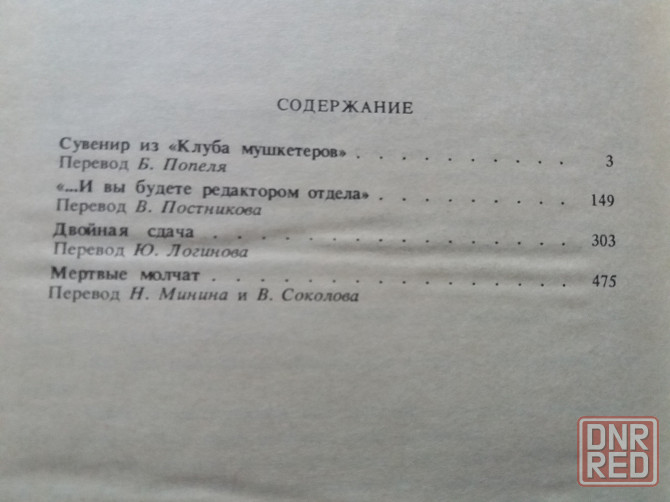 СОДЕРЖАНИЕ
Сувенир из «Клуба мушкетеров» . . . . . . . . . . 3
Перевод Б. Попеля
«...И вы будете редактором отдела» . . . . . . . . . 149
Перевод В. Постникова
Двойная сдача . . . . . . . . . . . . . . . 303
Перевод Ю. Логинова
Мертвые молчат . . . . . . . . . . . . . . . 475
Перевод Н. Минина и В. Соколова
DNR
RED